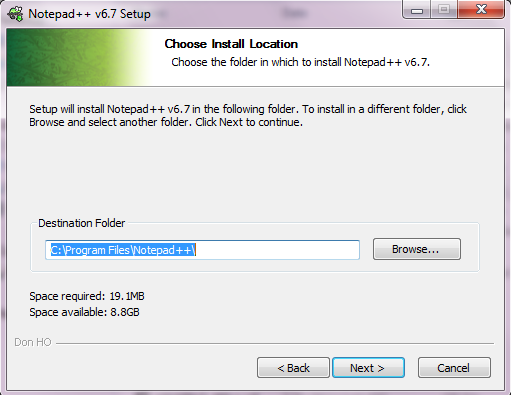 Notepad++ v6.7 Setup
Choose Install Location
Choose the folder in which to install Notepad++ v6.7.
Setup will install Notepad++ v6.7 in the following folder. To install in a different folder, click
Browse and select another folder. Click Next to continue.
Destination Folder
C:\Program Files\Notepad++\
Browse...
Space required: 19.1MB
Space available: 8.8GB
Don HO
< Back
Next >
Cancel